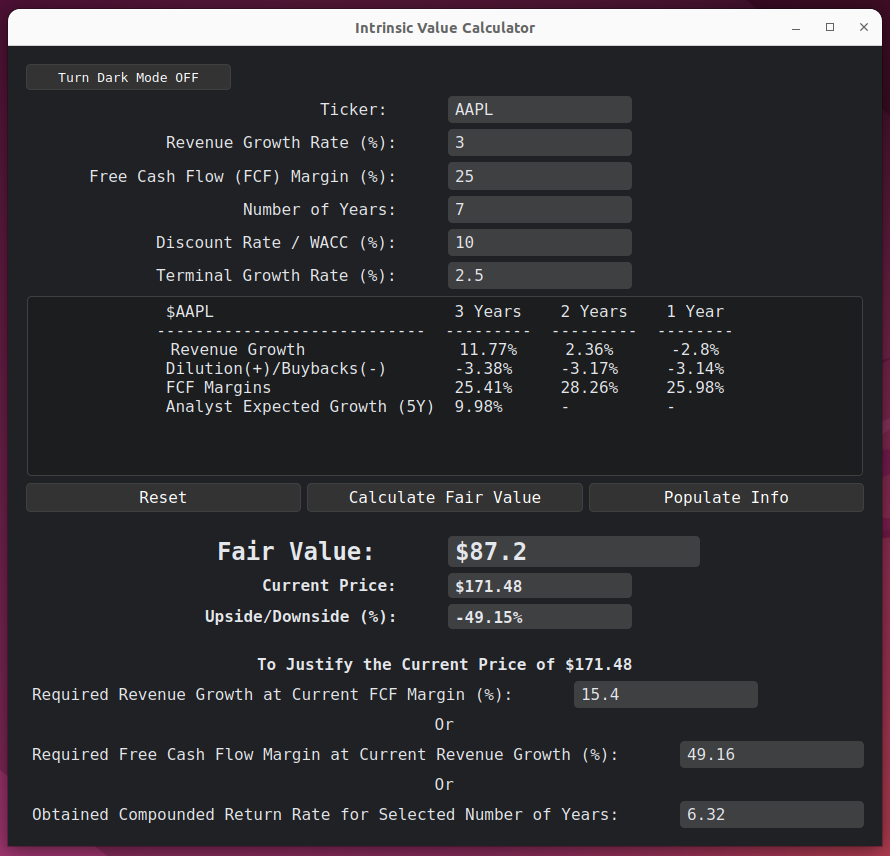 Intrinsic Value Calculator
Turn Dark Mode OFF
Ticker: AAPL
Revenue Growth Rate (%): 3
Free Cash Flow (FCF) Margin (%): 25
Number of Years: 7
Discount Rate / WACC (%): 10
Terminal Growth Rate (%): 2.5
$AAPL 3 Years 2 Years 1 Year
---------------------------- --------- --------- --------
Revenue Growth 11.77% 2.36% -2.8%
Dilution(+)/Buybacks(-) -3.38% -3.17% -3.14%
FCF Margins 25.41% 28.26% 25.98%
Analyst Expected Growth (5Y) 9.98% - -
Reset Calculate Fair Value Populate Info
Fair Value: $87.2
Current Price: $171.48
Upside/Downside (%): -49.15%
To Justify the Current Price of $171.48
Required Revenue Growth at Current FCF Margin (%): 15.4
Or
Required Free Cash Flow Margin at Current Revenue Growth (%): 49.16
Or
Obtained Compounded Return Rate for Selected Number of Years: 6.32